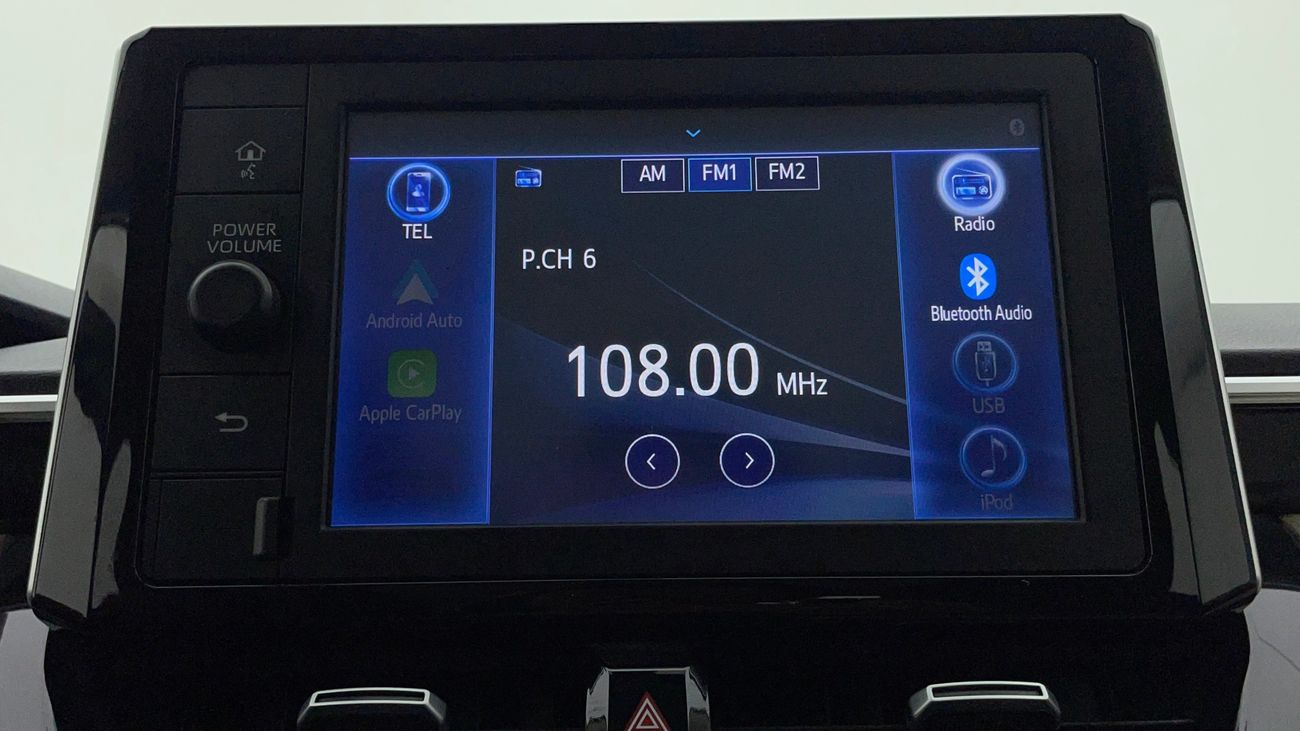 POWER
VOLUME
TEL
Android Auto
Apple CarPlay
AM FM1 FM2
P.CH 6
108.00 MHz
Radio
Bluetooth Audio
USB
iPod